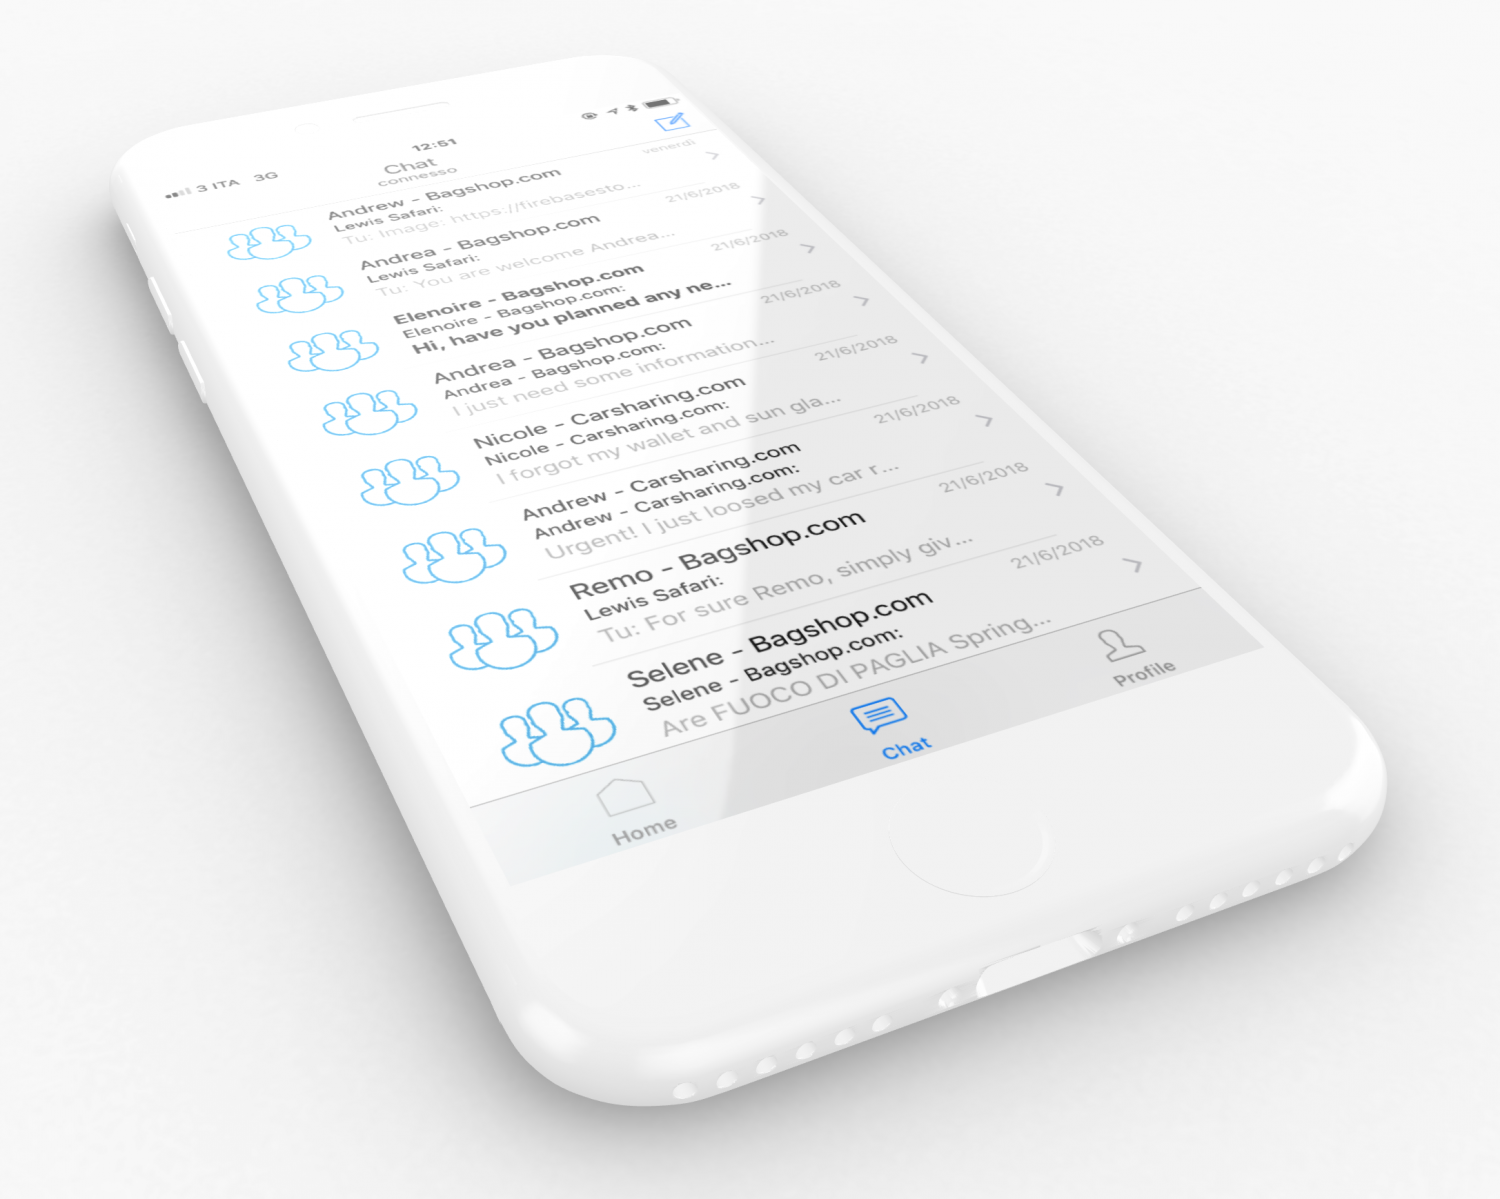 3 ITA 3G
12:51
Chat
connesso
Andrew - Bagshop.com
venerdì
Lewis Safari:
Tu: Image: https://firebasesto...
Andrea - Bagshop.com
21/6/2018
Lewis Safari:
Tu: You are welcome Andrea...
Elenoire - Bagshop.com
21/6/2018
Elenoire - Bagshop.com:
Hi, have you planned any ne...
Andrea - Bagshop.com
21/6/2018
Andrea - Bagshop.com:
I just need some information...
Nicole - Carsharing.com
21/6/2018
Nicole - Carsharing.com:
I forgot my wallet and sun gla...
Andrew - Carsharing.com
21/6/2018
Andrew - Carsharing.com:
Urgent! I just loosed my car r...
Remo - Bagshop.com
21/6/2018
Lewis Safari:
Tu: For sure Remo, simply giv...
Selene - Bagshop.com
21/6/2018
Selene - Bagshop.com:
Are FUOCO DI PAGLIA Spring...
Home
Chat
Profile